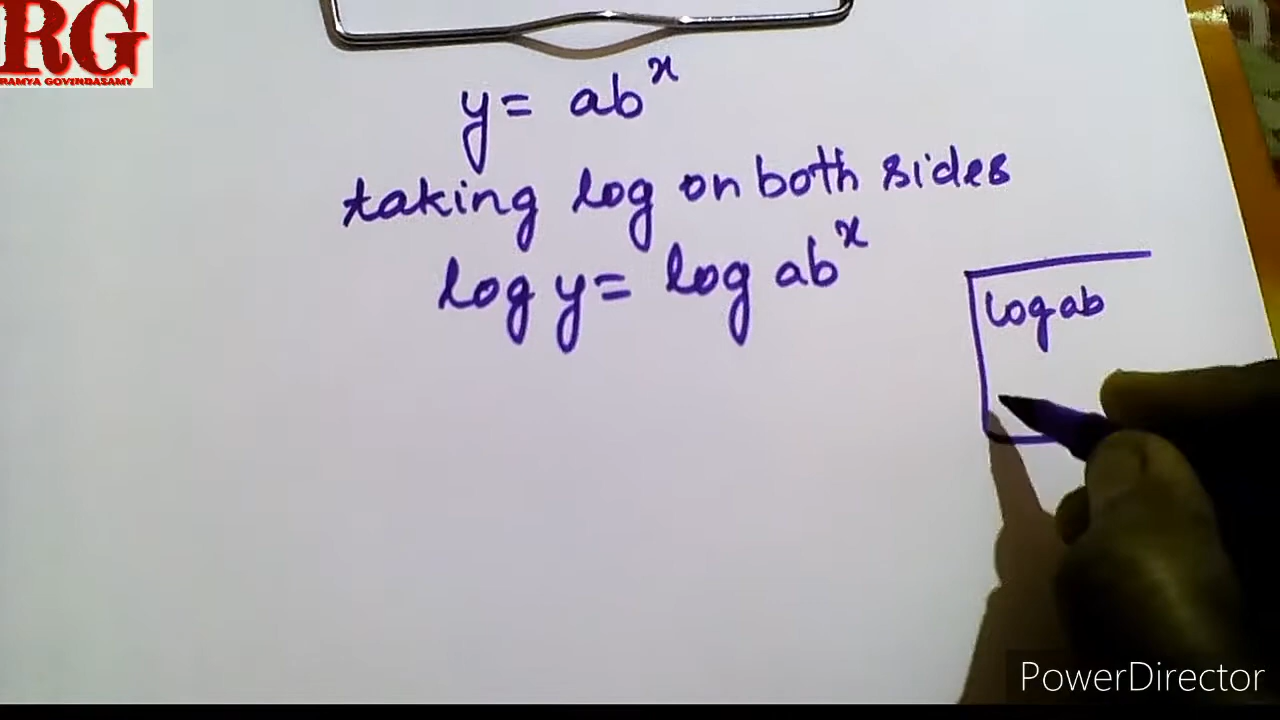 RG
RAMYA GOVINDASAMY
y = ab^x
taking log on both sides
log y = log ab^x
log ab
PowerDirector